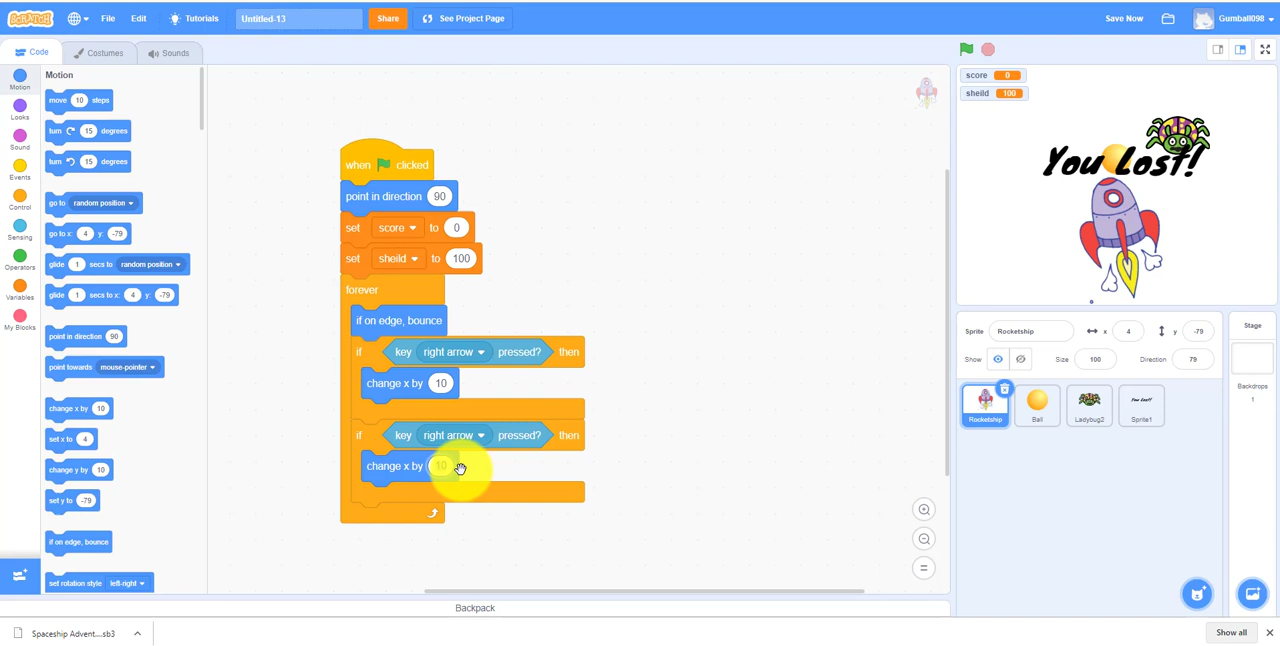 SCRATCH File Edit Tutorials Untitled-13 Share See Project Page Save Now Gumball098
Code Costumes Sounds
Motion
Looks
Sound
Events
Control
Sensing
Operators
Variables
My Blocks
Motion
move 10 steps
turn 15 degrees
turn 15 degrees
go to random position
go to x: 4 y: -79
glide 1 secs to random position
glide 1 secs to x: 4 y: -79
point in direction 90
point towards mouse-pointer
change x by 10
set x to 4
change y by 10
set y to -79
if on edge, bounce
set rotation style left-right
when clicked
point in direction 90
set score to 0
set sheild to 100
forever
if on edge, bounce
if key right arrow pressed? then
change x by 10
if key right arrow pressed? then
change x by 10
score 0
sheild 100
You Lost!
Sprite Rocketship x 4 y -79
Show Size 100 Direction 79
Rocketship Ball Ladybug2 Sprite1
You Lost!
Stage
Backdrops
1
Backpack
Spaceship Advent....sb3 Show all